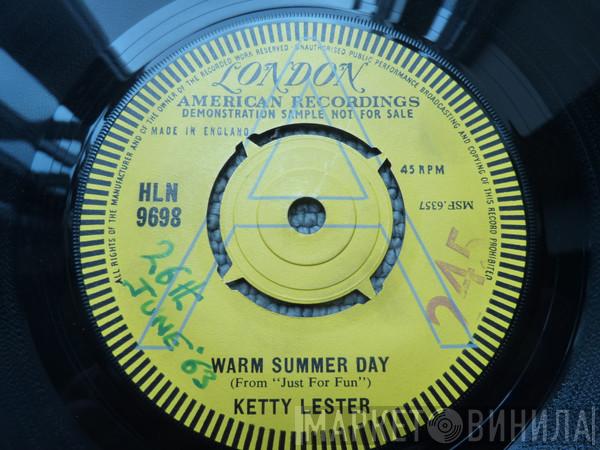 ALL RIGHTS OF THE MANUFACTURER AND OF THE OWNER OF THE RECORDED WORK RESERVED · UNAUTHORISED PUBLIC PERFORMANCE BROADCASTING AND COPYING OF THIS RECORD PROHIBITED
LONDON
AMERICAN RECORDINGS
DEMONSTRATION SAMPLE NOT FOR SALE
MADE IN ENGLAND
A
45 RPM
HLN
9698
MSF.6357
26th
JUNE '63
245
WARM SUMMER DAY
(From "Just For Fun")
KETTY LESTER
МАРКЕТ ВИНИЛА